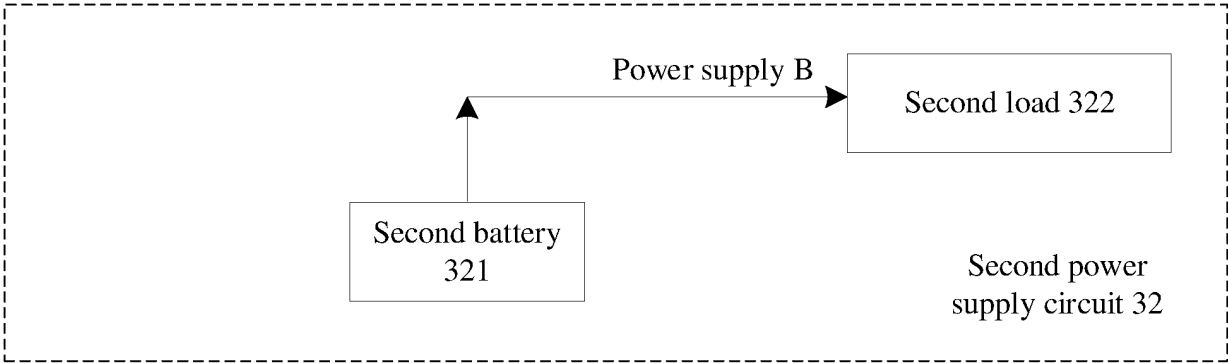 Power supply B
Second load 322
Second battery
321
Second power
supply circuit 32